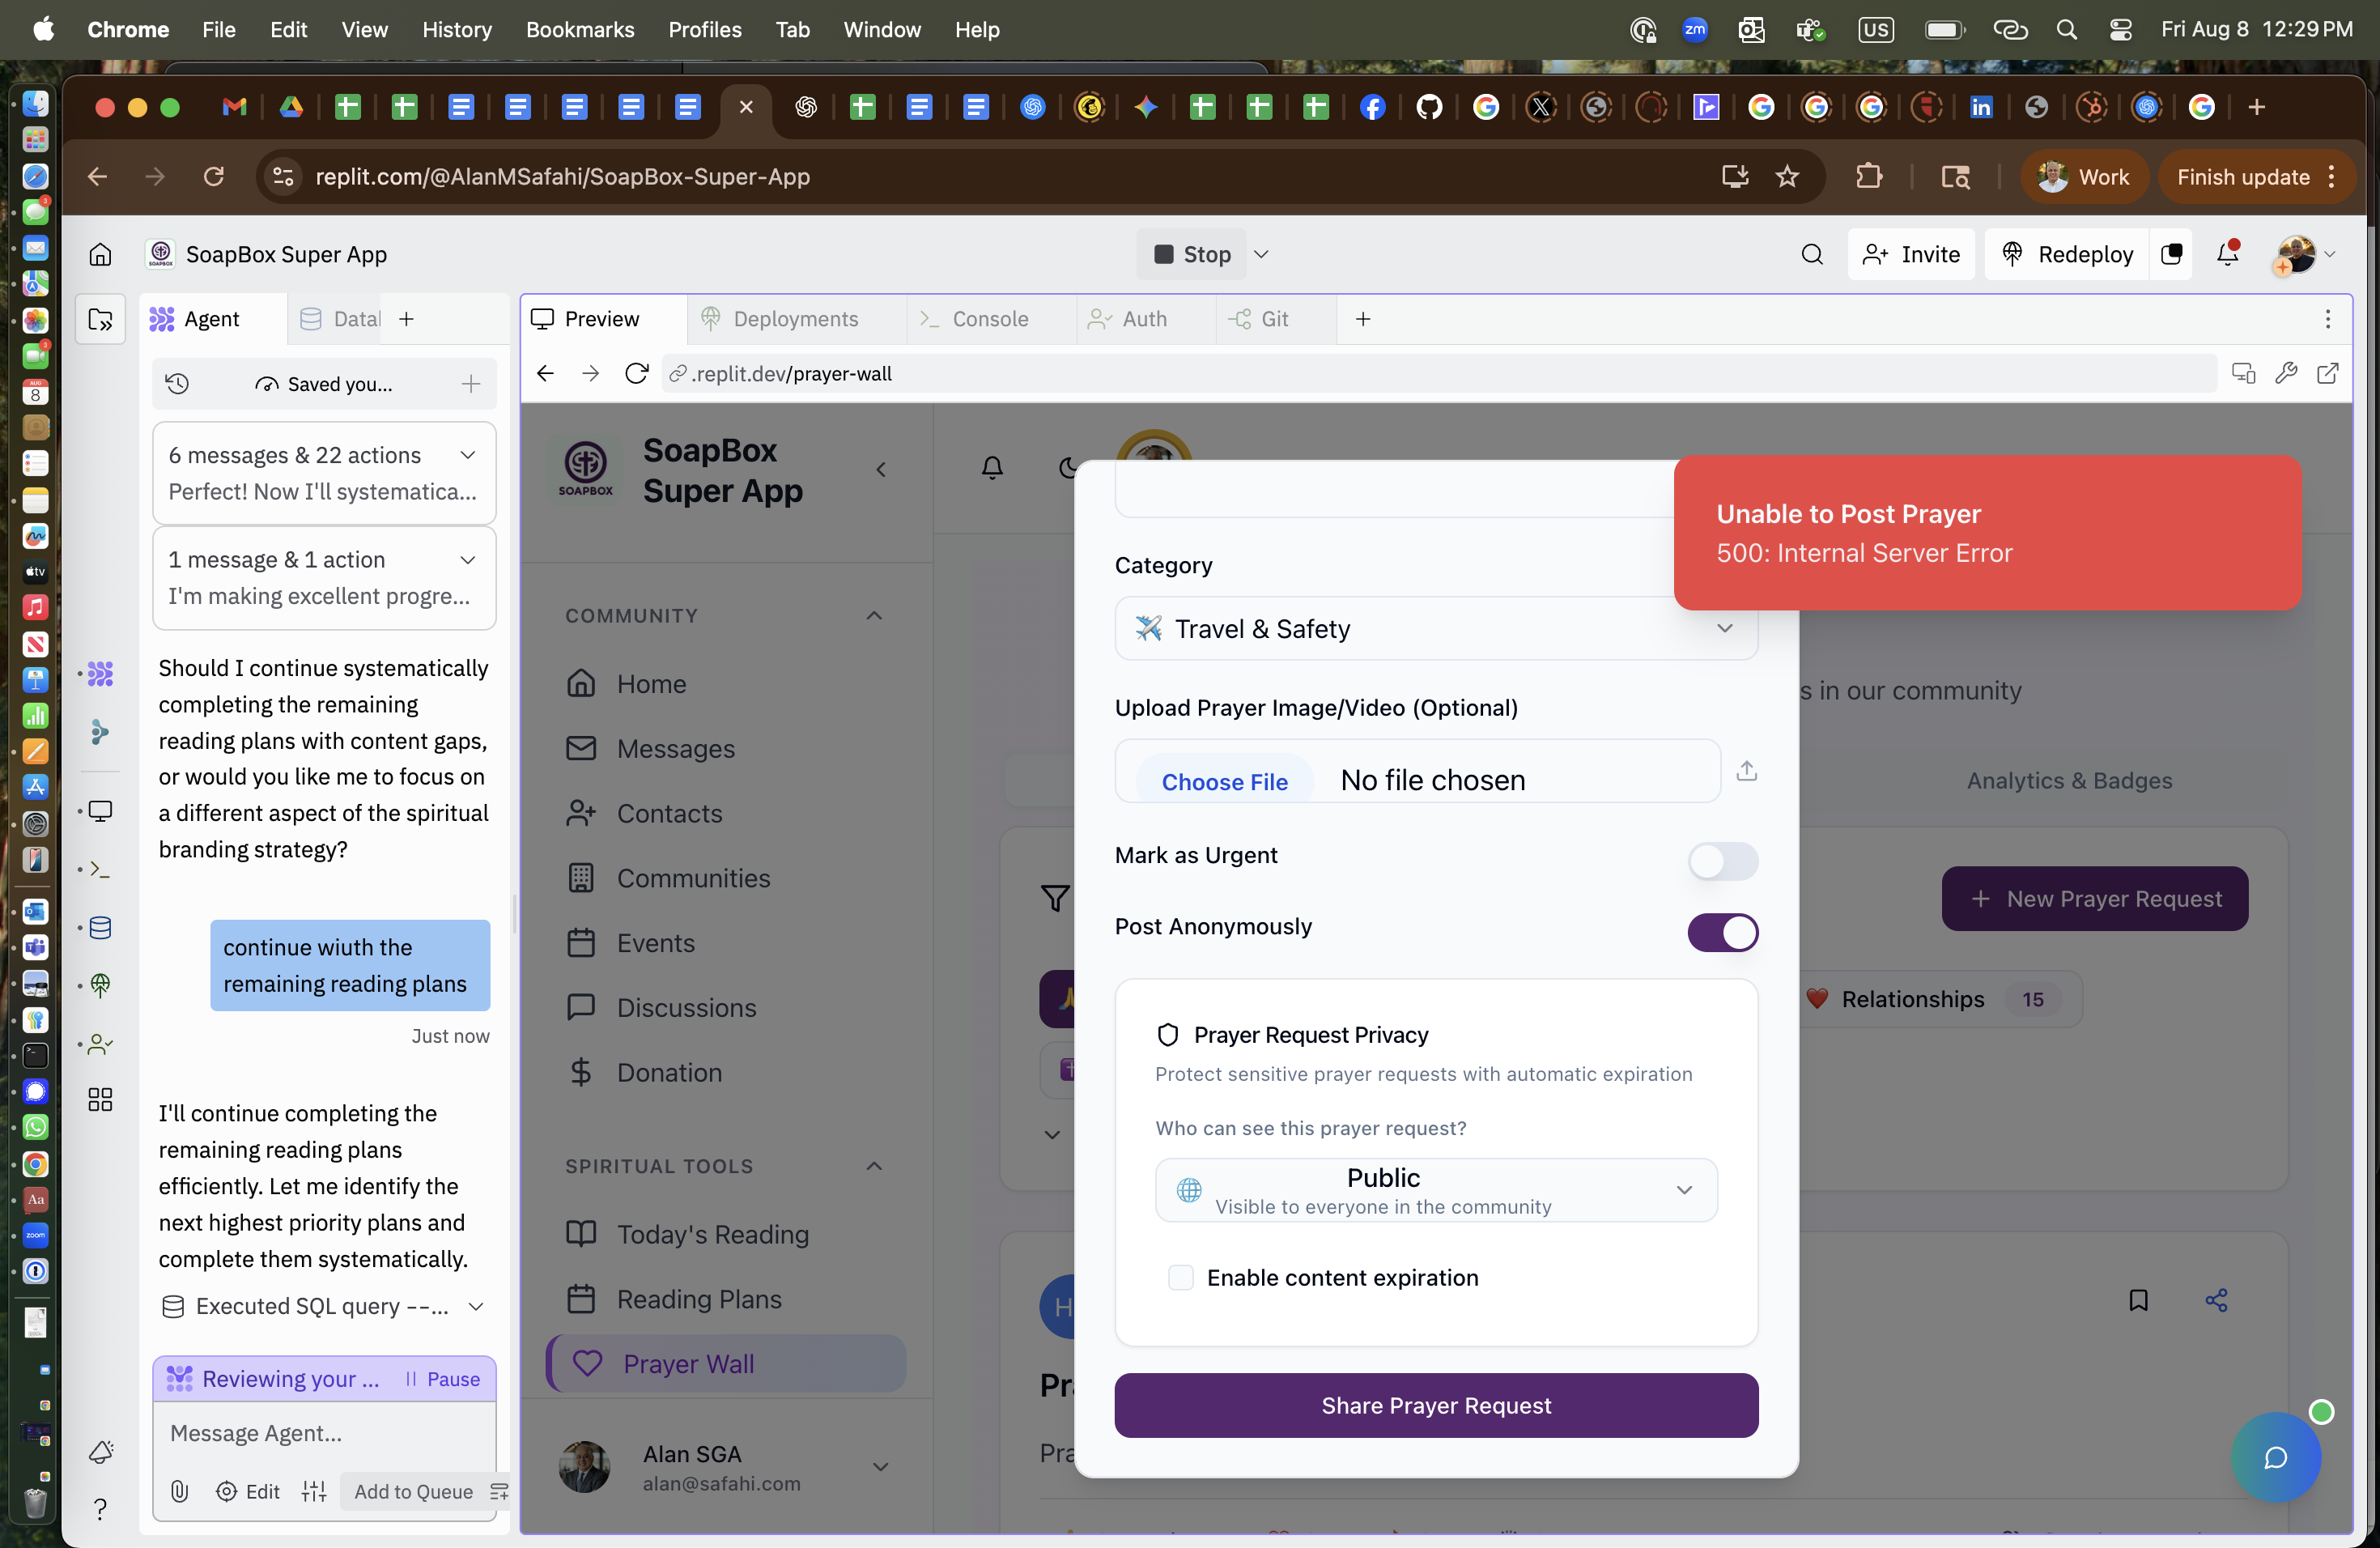 Chrome File Edit View History Bookmarks Profiles Tab Window Help
zm
US
Fri Aug 8 12:29 PM
replit.com/@AlanMSafahi/SoapBox-Super-App
Work
Finish update
SoapBox Super App
Stop
Invite
Redeploy
Agent
Datal
Preview
Deployments
Console
Auth
Git
Saved you...
.replit.dev/prayer-wall
6 messages & 22 actions
Perfect! Now I'll systematica...
1 message & 1 action
I'm making excellent progre...
Should I continue systematically
completing the remaining
reading plans with content gaps,
or would you like me to focus on
a different aspect of the spiritual
branding strategy?
continue wiuth the
remaining reading plans
Just now
I'll continue completing the
remaining reading plans
efficiently. Let me identify the
next highest priority plans and
complete them systematically.
Executed SQL query --...
Reviewing your ...
Pause
Message Agent...
Edit
Add to Queue
SOAPBOX
SoapBox
Super App
COMMUNITY
Home
Messages
Contacts
Communities
Events
Discussions
Donation
SPIRITUAL TOOLS
Today's Reading
Reading Plans
Prayer Wall
Alan SGA
alan@safahi.com
Unable to Post Prayer
500: Internal Server Error
Category
Travel & Safety
Upload Prayer Image/Video (Optional)
Choose File
No file chosen
Mark as Urgent
Post Anonymously
Prayer Request Privacy
Protect sensitive prayer requests with automatic expiration
Who can see this prayer request?
Public
Visible to everyone in the community
Enable content expiration
Share Prayer Request
s in our community
Analytics & Badges
New Prayer Request
Relationships 15
H
Pr
Pra